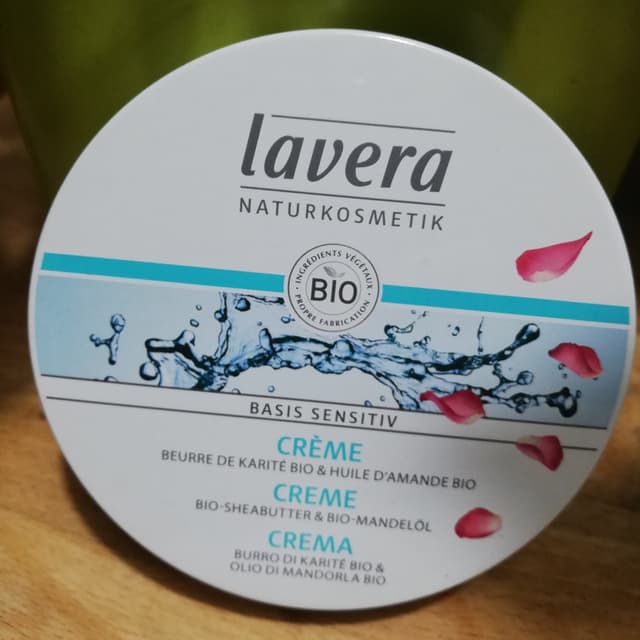 lavera
NATURKOSMETIK
INGRÉDIENTS VÉGÉTAUX
BIO
PROPRE FABRICATION
BASIS SENSITIV
CRÈME
BEURRE DE KARITÉ BIO & HUILE D'AMANDE BIO
CREME
BIO-SHEABUTTER & BIO-MANDELÖL
CREMA
BURRO DI KARITÉ BIO &
OLIO DI MANDORLA BIO